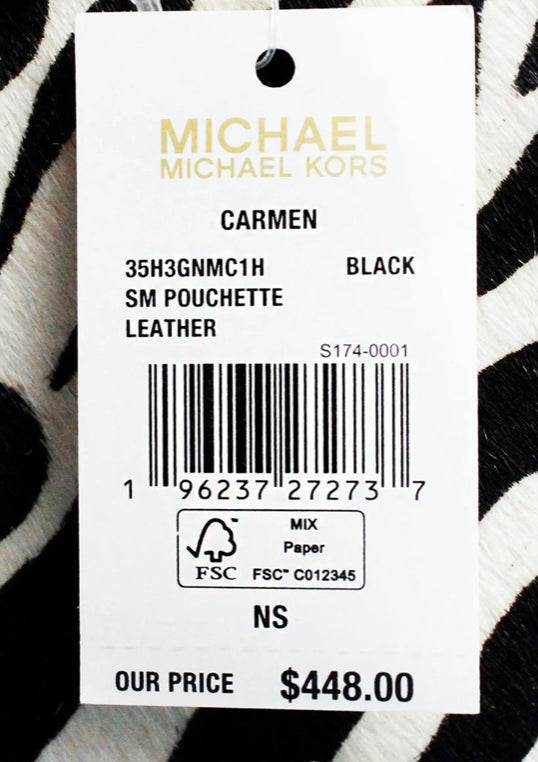 MICHAEL
MICHAEL KORS
CARMEN
35H3GNMC1H BLACK
SM POUCHETTE
LEATHER
S174-0001
1 96237 27273 7
MIX
Paper
FSC™ FSC™ C012345
NS
OUR PRICE $448.00